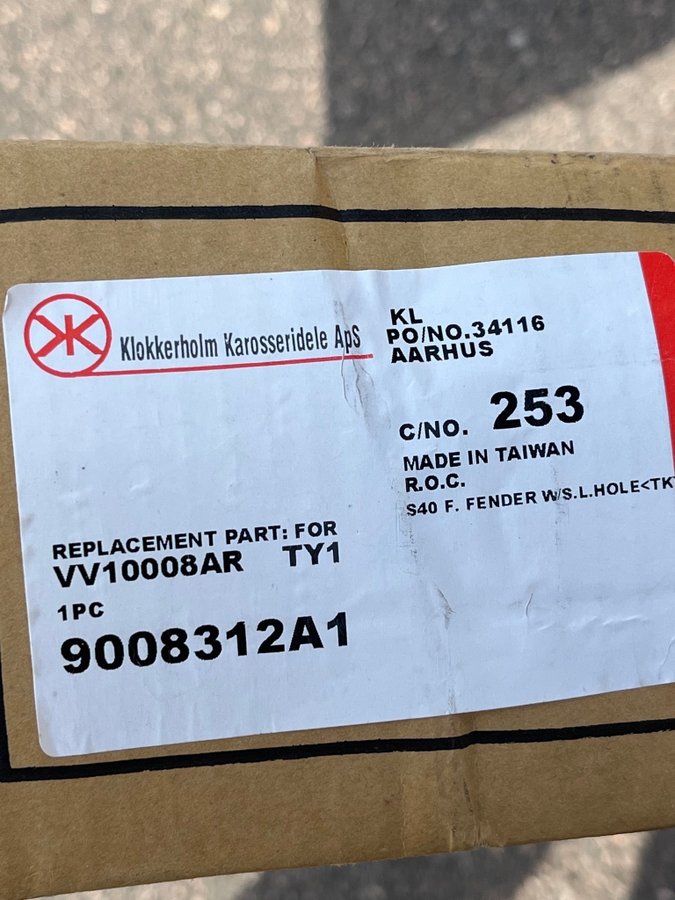 Klokkerholm Karosseridele ApS
KL
PO/NO.34116
AARHUS
C/NO. 253
MADE IN TAIWAN
R.O.C.
S40 F. FENDER W/S.L.HOLE<TK
REPLACEMENT PART: FOR
VV10008AR TY1
1PC
9008312A1